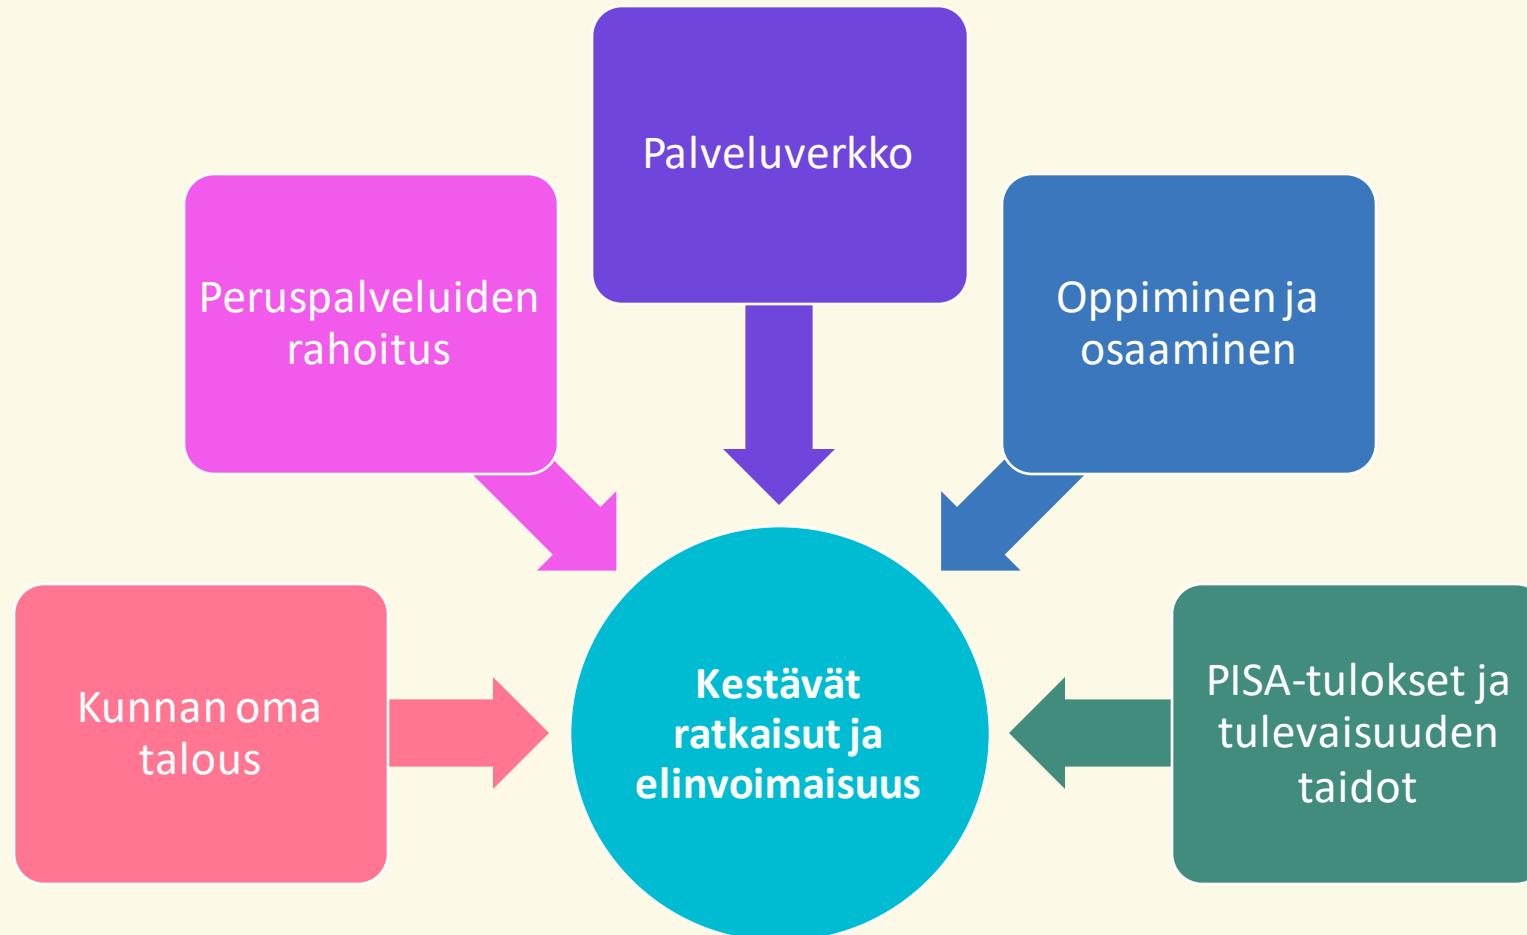 Palveluverkko
Peruspalveluiden
rahoitus
Oppiminen ja
osaaminen
Kunnan oma
talous
Kestävät
ratkaisut ja
elinvoimaisuus
PISA-tulokset ja
tulevaisuuden
taidot